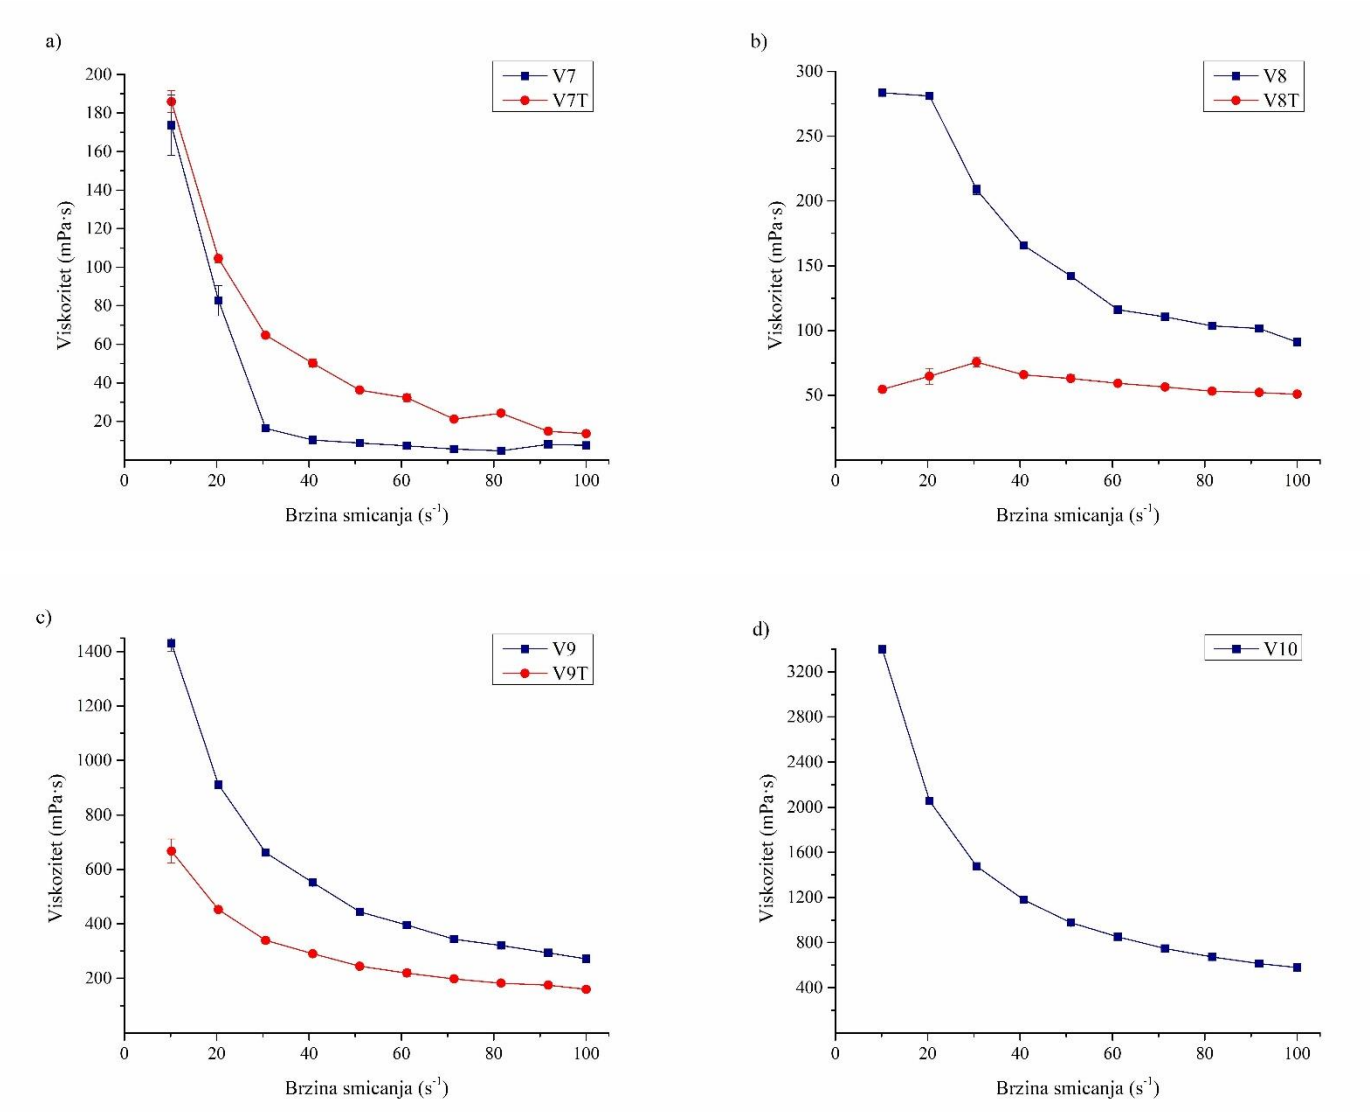 a)
V7
V7T
200
180
160
140
120
100
80
60
40
20
0 20 40 60 80 100
Viskozitet (mPa·s)
Brzina smicanja (s⁻¹)
b)
V8
V8T
300
250
200
150
100
50
0 20 40 60 80 100
Viskozitet (mPa·s)
Brzina smicanja (s⁻¹)
c)
V9
V9T
1400
1200
1000
800
600
400
200
0 20 40 60 80 100
Viskozitet (mPa·s)
Brzina smicanja (s⁻¹)
d)
V10
3200
2800
2400
2000
1600
1200
800
400
0 20 40 60 80 100
Viskozitet (mPa·s)
Brzina smicanja (s⁻¹)